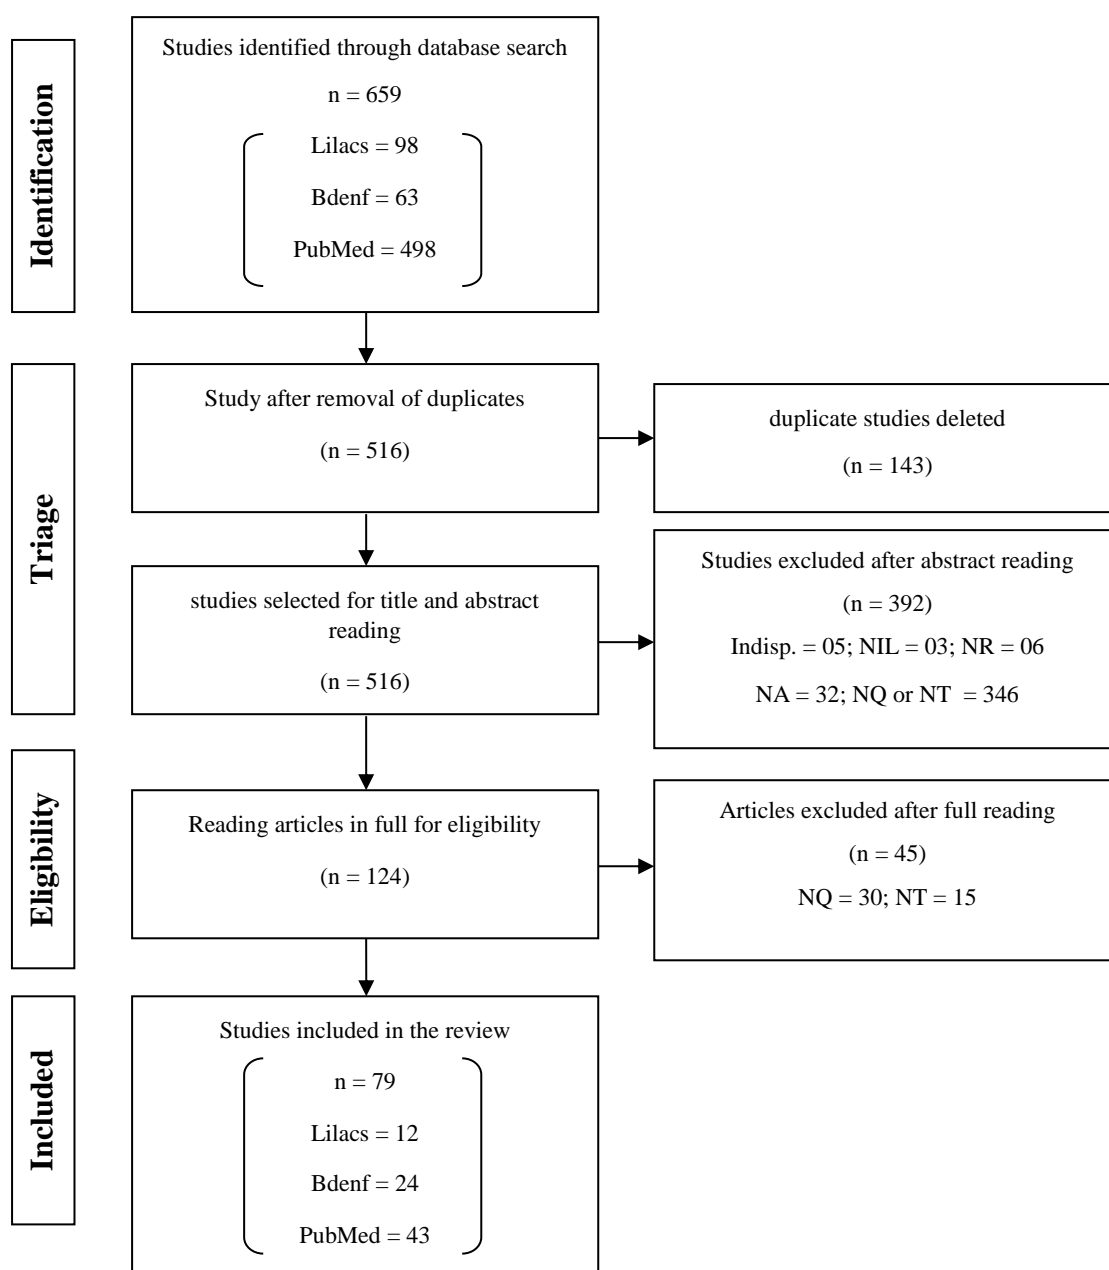 Identification
Studies identified through database search
n = 659
Lilacs = 98
Bdenf = 63
PubMed = 498
Triage
Study after removal of duplicates
(n = 516)
duplicate studies deleted
(n = 143)
studies selected for title and abstract
reading
(n = 516)
Studies excluded after abstract reading
(n = 392)
Indisp. = 05; NIL = 03; NR = 06
NA = 32; NQ or NT = 346
Eligibility
Reading articles in full for eligibility
(n = 124)
Articles excluded after full reading
(n = 45)
NQ = 30; NT = 15
Included
Studies included in the review
n = 79
Lilacs = 12
Bdenf = 24
PubMed = 43